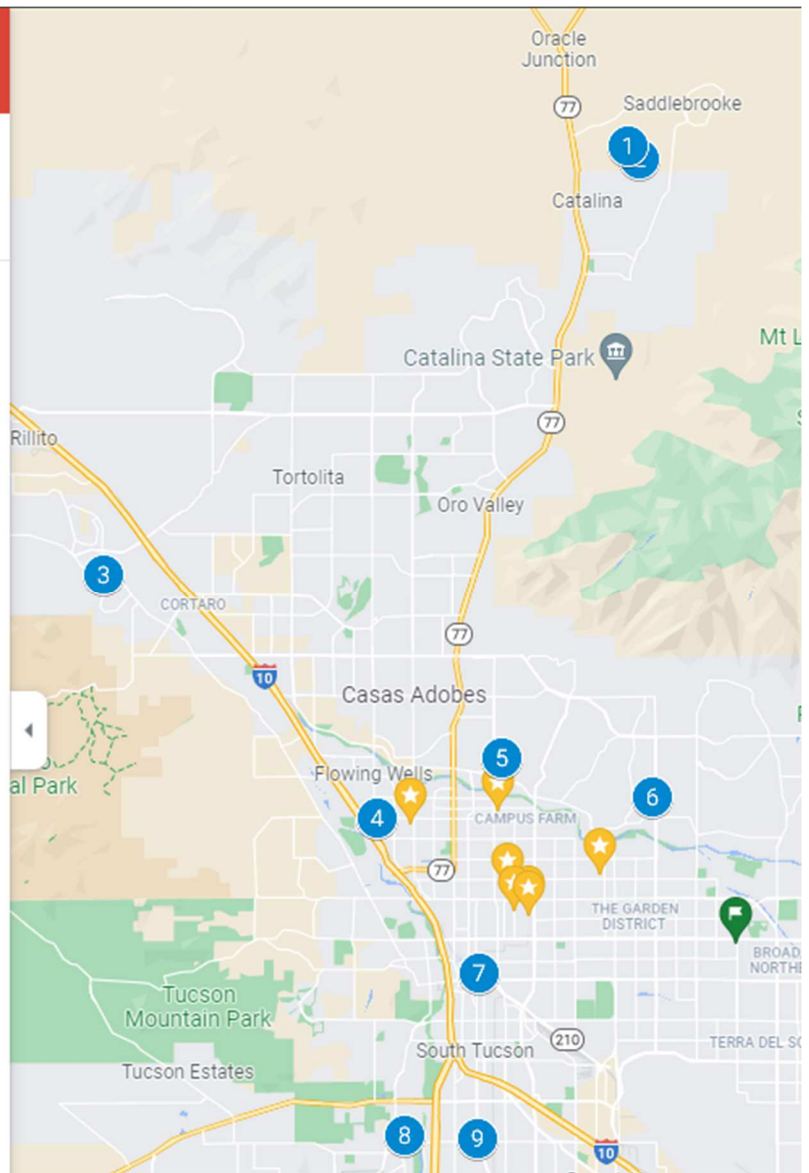 Oracle
Junction
77
Saddlebrooke
1
Catalina
Catalina State Park
Mt L
77
Rillito
Tortolita
Oro Valley
3
CORTARO
77
10
Casas Adobes
al Park
5
Flowing Wells
6
4
CAMPUS FARM
77
THE GARDEN
DISTRICT
BROAD
NORTHE
7
Tucson
Mountain Park
210
South Tucson
TERRA DEL SO
Tucson Estates
8
9
10